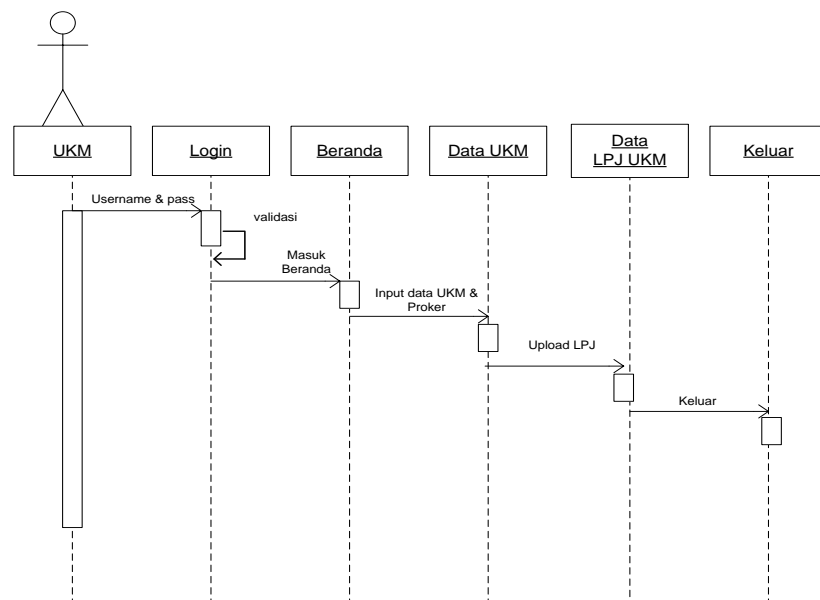 UKM
Login
Beranda
Data UKM
Data
LPJ UKM
Keluar
Username & pass
validasi
Masuk
Beranda
Input data UKM &
Proker
Upload LPJ
Keluar